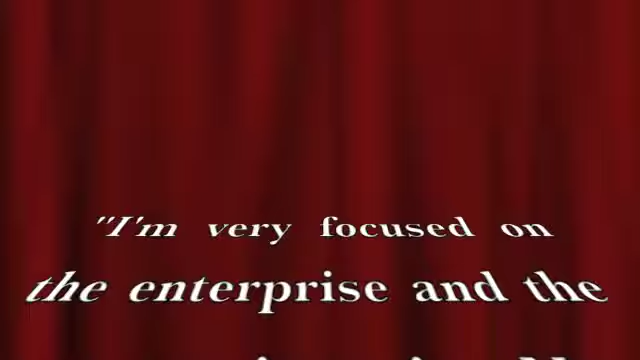 "I'm very focused on
the enterprise and the